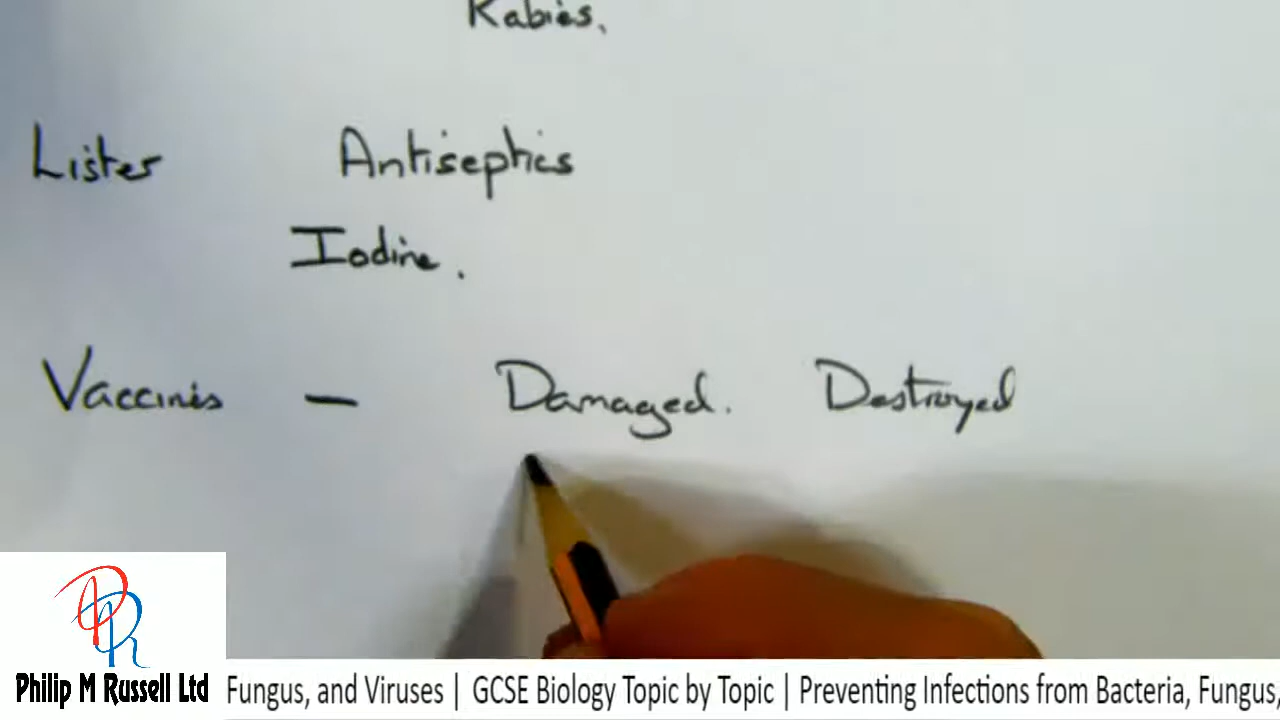 Rabies.
Lister Antiseptics
Iodine.
Vaccines - Damaged. Destroyed
Philip M Russell Ltd
Fungus, and Viruses | GCSE Biology Topic by Topic | Preventing Infections from Bacteria, Fungus,